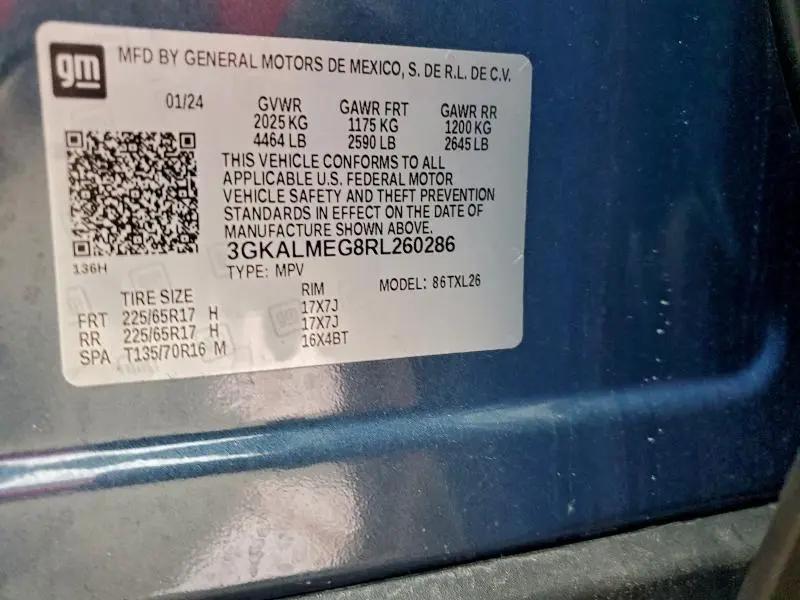 gm
MFD BY GENERAL MOTORS DE MEXICO, S. DE R.L. DE C.V.
01/24 GVWR GAWR FRT GAWR RR
2025 KG 1175 KG 1200 KG
4464 LB 2590 LB 2645 LB
THIS VEHICLE CONFORMS TO ALL
APPLICABLE U.S. FEDERAL MOTOR
VEHICLE SAFETY AND THEFT PREVENTION
STANDARDS IN EFFECT ON THE DATE OF
MANUFACTURE SHOWN ABOVE.
3GKALMEG8RL260286
136H
TYPE: MPV MODEL: 86TXL26
TIRE SIZE RIM
FRT 225/65R17 H 17X7J
RR 225/65R17 H 17X7J
SPA T135/70R16 M 16X4BT